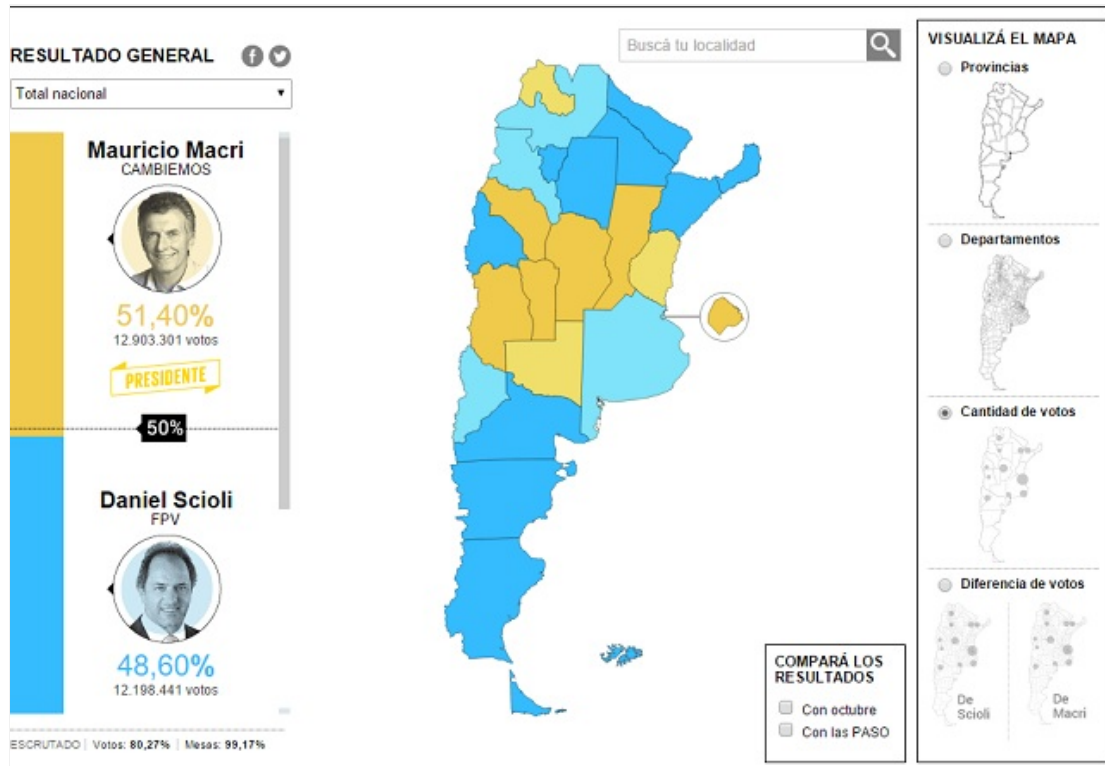 RESULTADO GENERAL
Total nacional
Mauricio Macri
CAMBIEMOS
51,40%
12.903.301 votos
PRESIDENTE
50%
Daniel Scioli
FPV
48,60%
12.198.441 votos
ESCRUTADO | Votos: 80,27% | Mesas: 99,17%
Buscá tu localidad
COMPARÁ LOS
RESULTADOS
Con octubre
Con las PASO
VISUALIZÁ EL MAPA
Provincias
Departamentos
Cantidad de votos
Diferencia de votos
De
Scioli
De
Macri